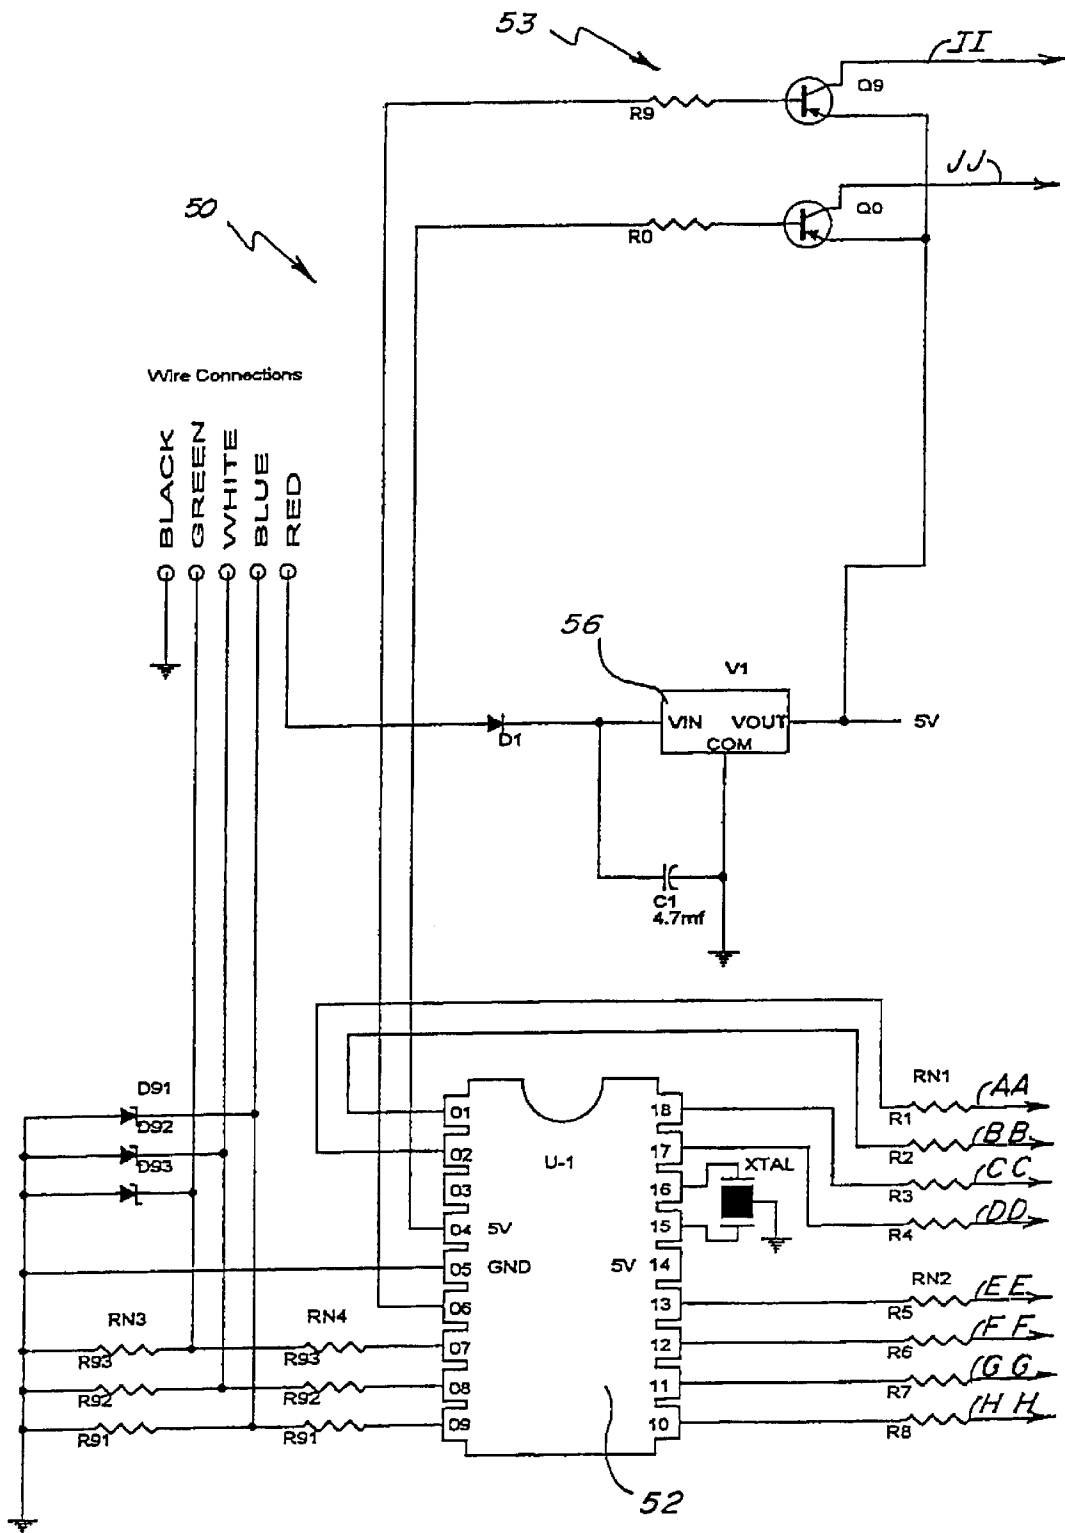 53
II
Q9
R9
JJ
50
Q0
R0
Wire Connections
BLACK
GREEN
WHITE
BLUE
RED
56
V1
VIN VOUT
COM
5V
D1
C1
4.7mf
D91
D92
D93
RN1
AA
R1
BB
R2
CC
R3
DD
R4
01
02
03
04
05
06
07
08
09
18
17
16
15
14
13
12
11
10
U-1
XTAL
5V
GND
5V
RN2
EE
R5
FF
R6
GG
R7
HH
R8
RN3
RN4
R93
R93
R92
R92
R91
R91
52